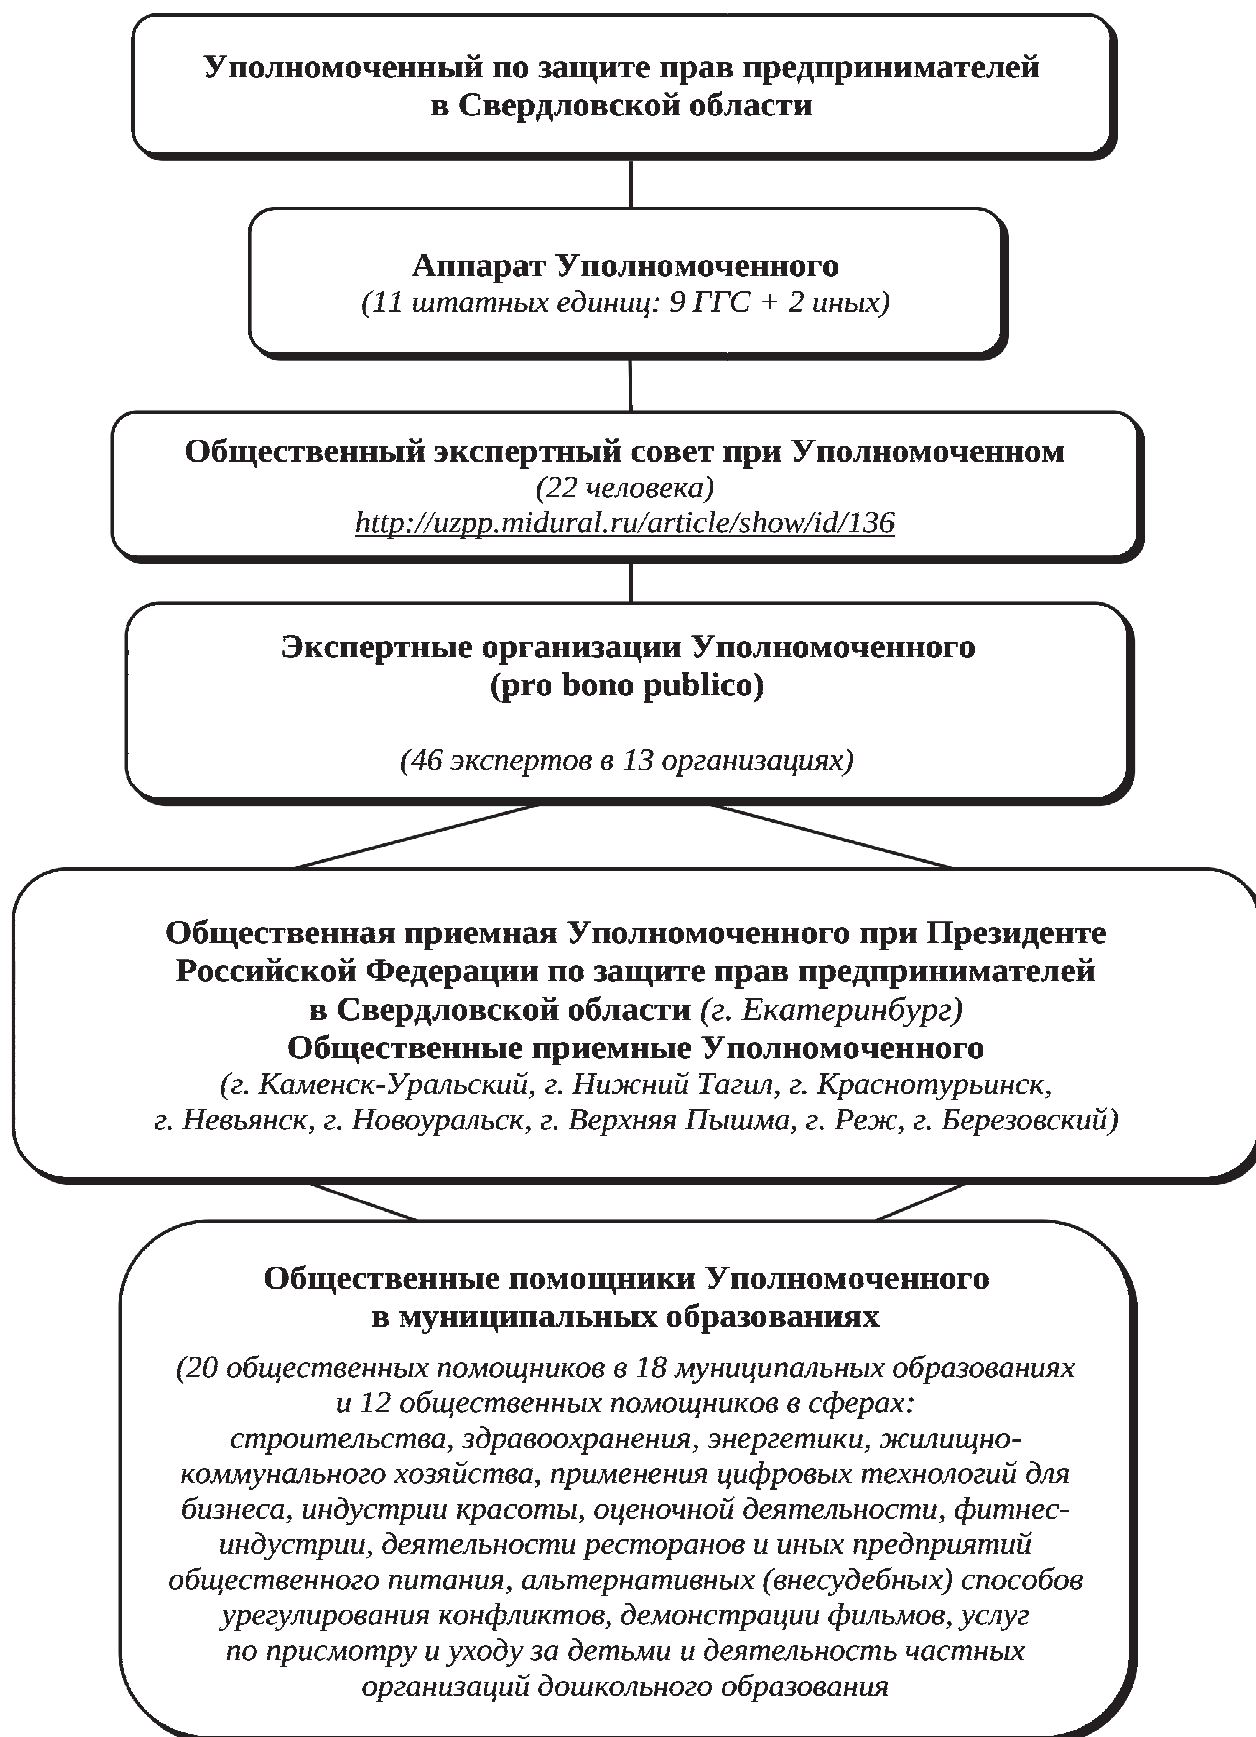 Уполномоченный по защите прав предпринимателей
в Свердловской области
Аппарат Уполномоченного
(11 штатных единиц: 9 ГГС + 2 иных)
Общественный экспертный совет при Уполномоченном
(22 человека)
http://uzpp.midural.ru/article/show/id/136
Экспертные организации Уполномоченного
(pro bono publico)
(46 экспертов в 13 организациях)
Общественная приемная Уполномоченного при Президенте
Российской Федерации по защите прав предпринимателей
в Свердловской области (г. Екатеринбург)
Общественные приемные Уполномоченного
(г. Каменск-Уральский, г. Нижний Тагил, г. Краснотурьинск,
г. Невьянск, г. Новоуральск, г. Верхняя Пышма, г. Реж, г. Березовский)
Общественные помощники Уполномоченного
в муниципальных образованиях
(20 общественных помощников в 18 муниципальных образованиях
и 12 общественных помощников в сферах:
строительства, здравоохранения, энергетики, жилищно-
коммунального хозяйства, применения цифровых технологий для
бизнеса, индустрии красоты, оценочной деятельности, фитнес-
индустрии, деятельности ресторанов и иных предприятий
общественного питания, альтернативных (внесудебных) способов
урегулирования конфликтов, демонстрации фильмов, услуг
по присмотру и уходу за детьми и деятельность частных
организаций дошкольного образования